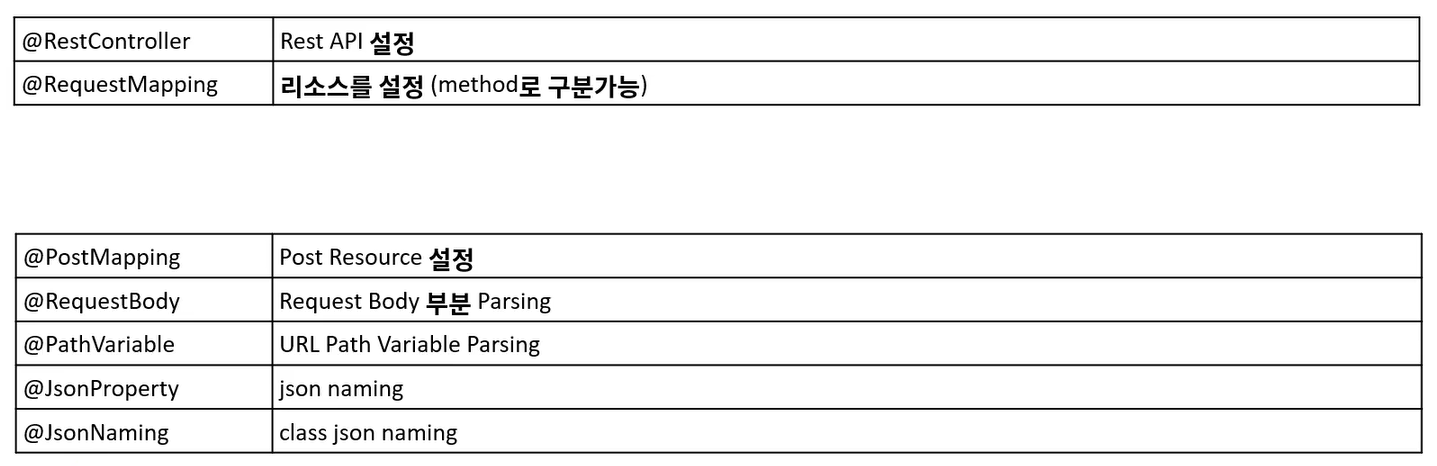 @RestController Rest API 설정
@RequestMapping 리소스를 설정 (method로 구분가능)
@PostMapping Post Resource 설정
@RequestBody Request Body 부분 Parsing
@PathVariable URL Path Variable Parsing
@JsonProperty json naming
@JsonNaming class json naming